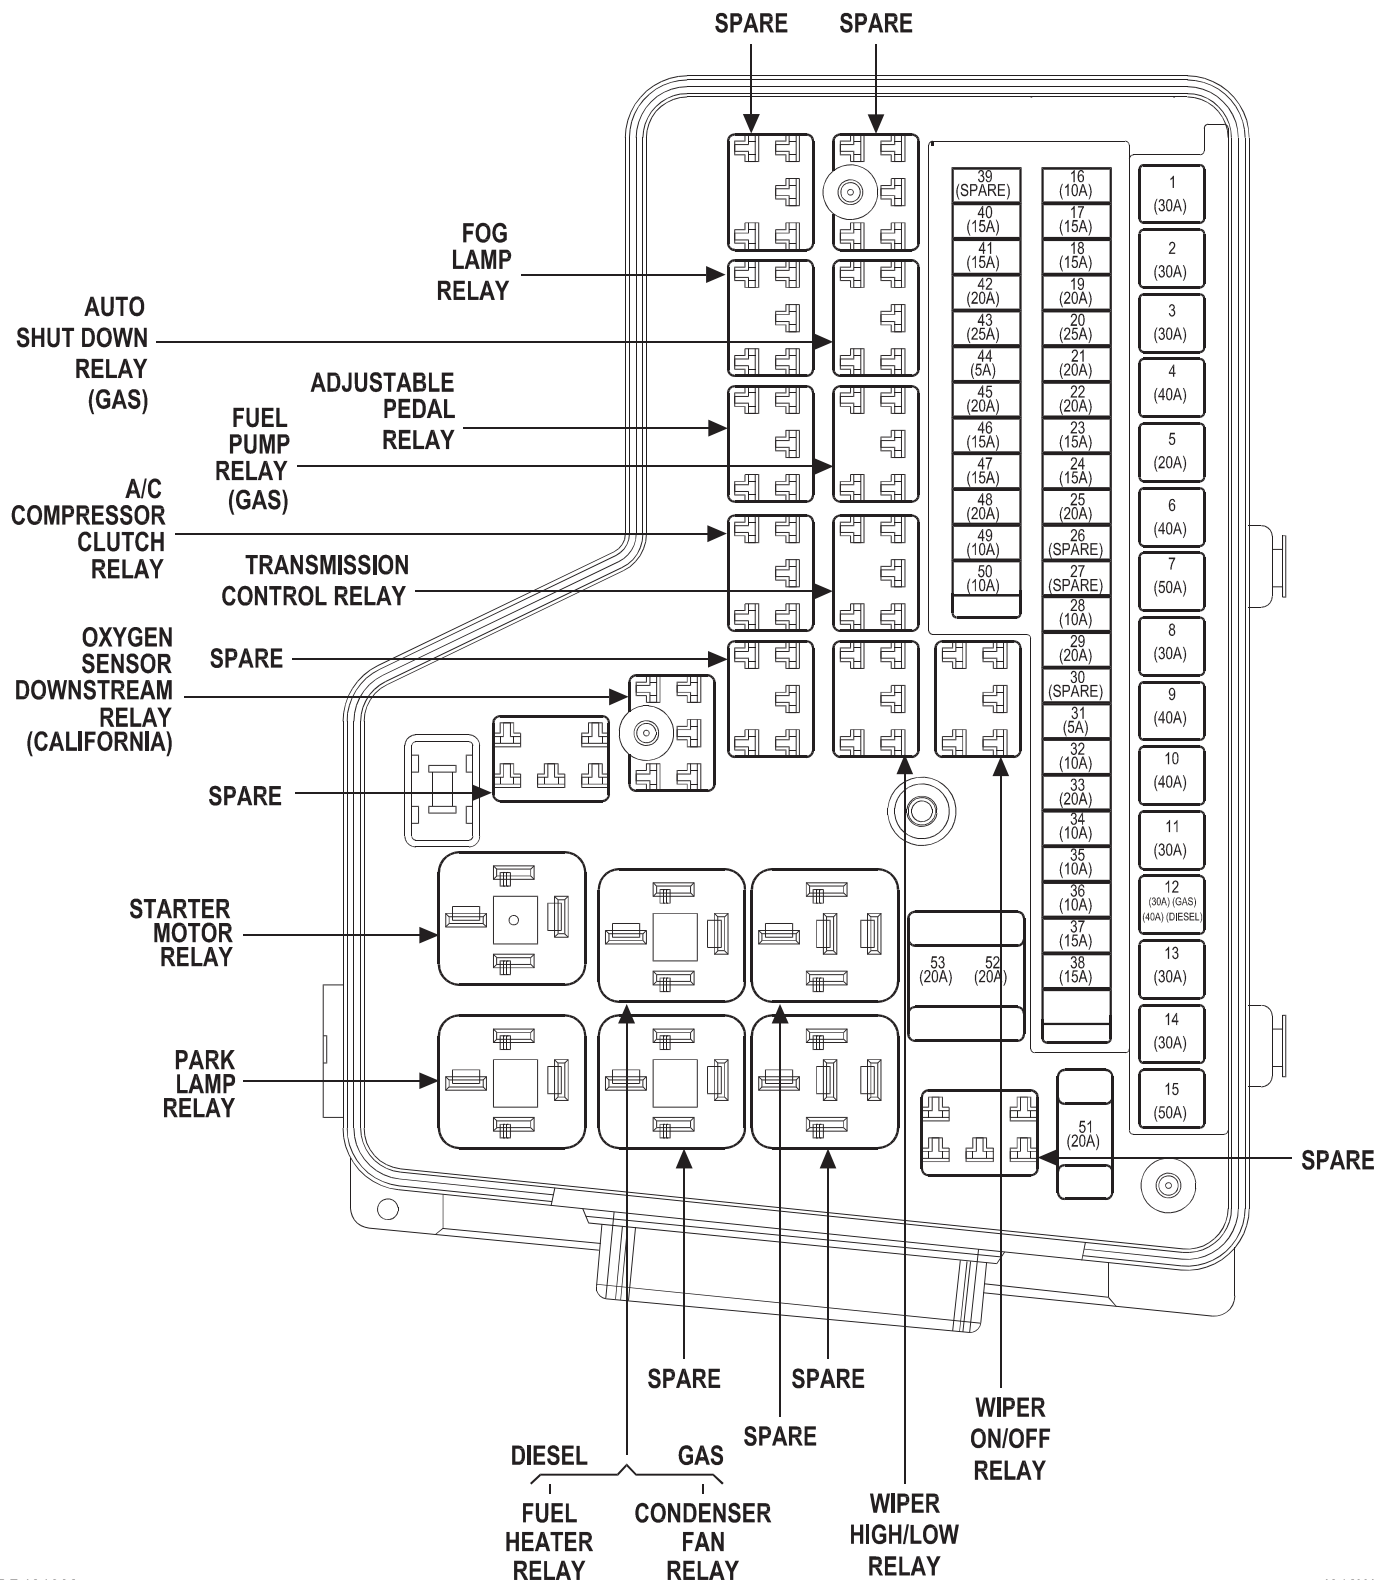 SPARE
SPARE
FOG
LAMP
RELAY
AUTO
SHUT DOWN
RELAY
(GAS)
ADJUSTABLE
PEDAL
RELAY
FUEL
PUMP
RELAY
(GAS)
A/C
COMPRESSOR
CLUTCH
RELAY
TRANSMISSION
CONTROL RELAY
OXYGEN
SENSOR
DOWNSTREAM
RELAY
(CALIFORNIA)
SPARE
SPARE
STARTER
MOTOR
RELAY
PARK
LAMP
RELAY
39
(SPARE)
40
(15A)
41
(15A)
42
(20A)
43
(25A)
44
(5A)
45
(20A)
46
(15A)
47
(15A)
48
(20A)
49
(10A)
50
(10A)
16
(10A)
17
(15A)
18
(15A)
19
(20A)
20
(25A)
21
(20A)
22
(20A)
23
(15A)
24
(15A)
25
(20A)
26
(SPARE)
27
(SPARE)
28
(10A)
29
(20A)
30
(SPARE)
31
(5A)
32
(10A)
33
(20A)
34
(10A)
35
(10A)
36
(10A)
37
(15A)
38
(15A)
1
(30A)
2
(30A)
3
(30A)
4
(40A)
5
(20A)
6
(40A)
7
(50A)
8
(30A)
9
(40A)
10
(40A)
11
(30A)
12
(30A) (GAS)
(40A) (DIESEL)
13
(30A)
14
(30A)
15
(50A)
53 52
(20A) (20A)
51
(20A)
SPARE
SPARE
SPARE
SPARE
WIPER
ON/OFF
RELAY
DIESEL GAS
FUEL
HEATER
RELAY
CONDENSER
FAN
RELAY
WIPER
HIGH/LOW
RELAY